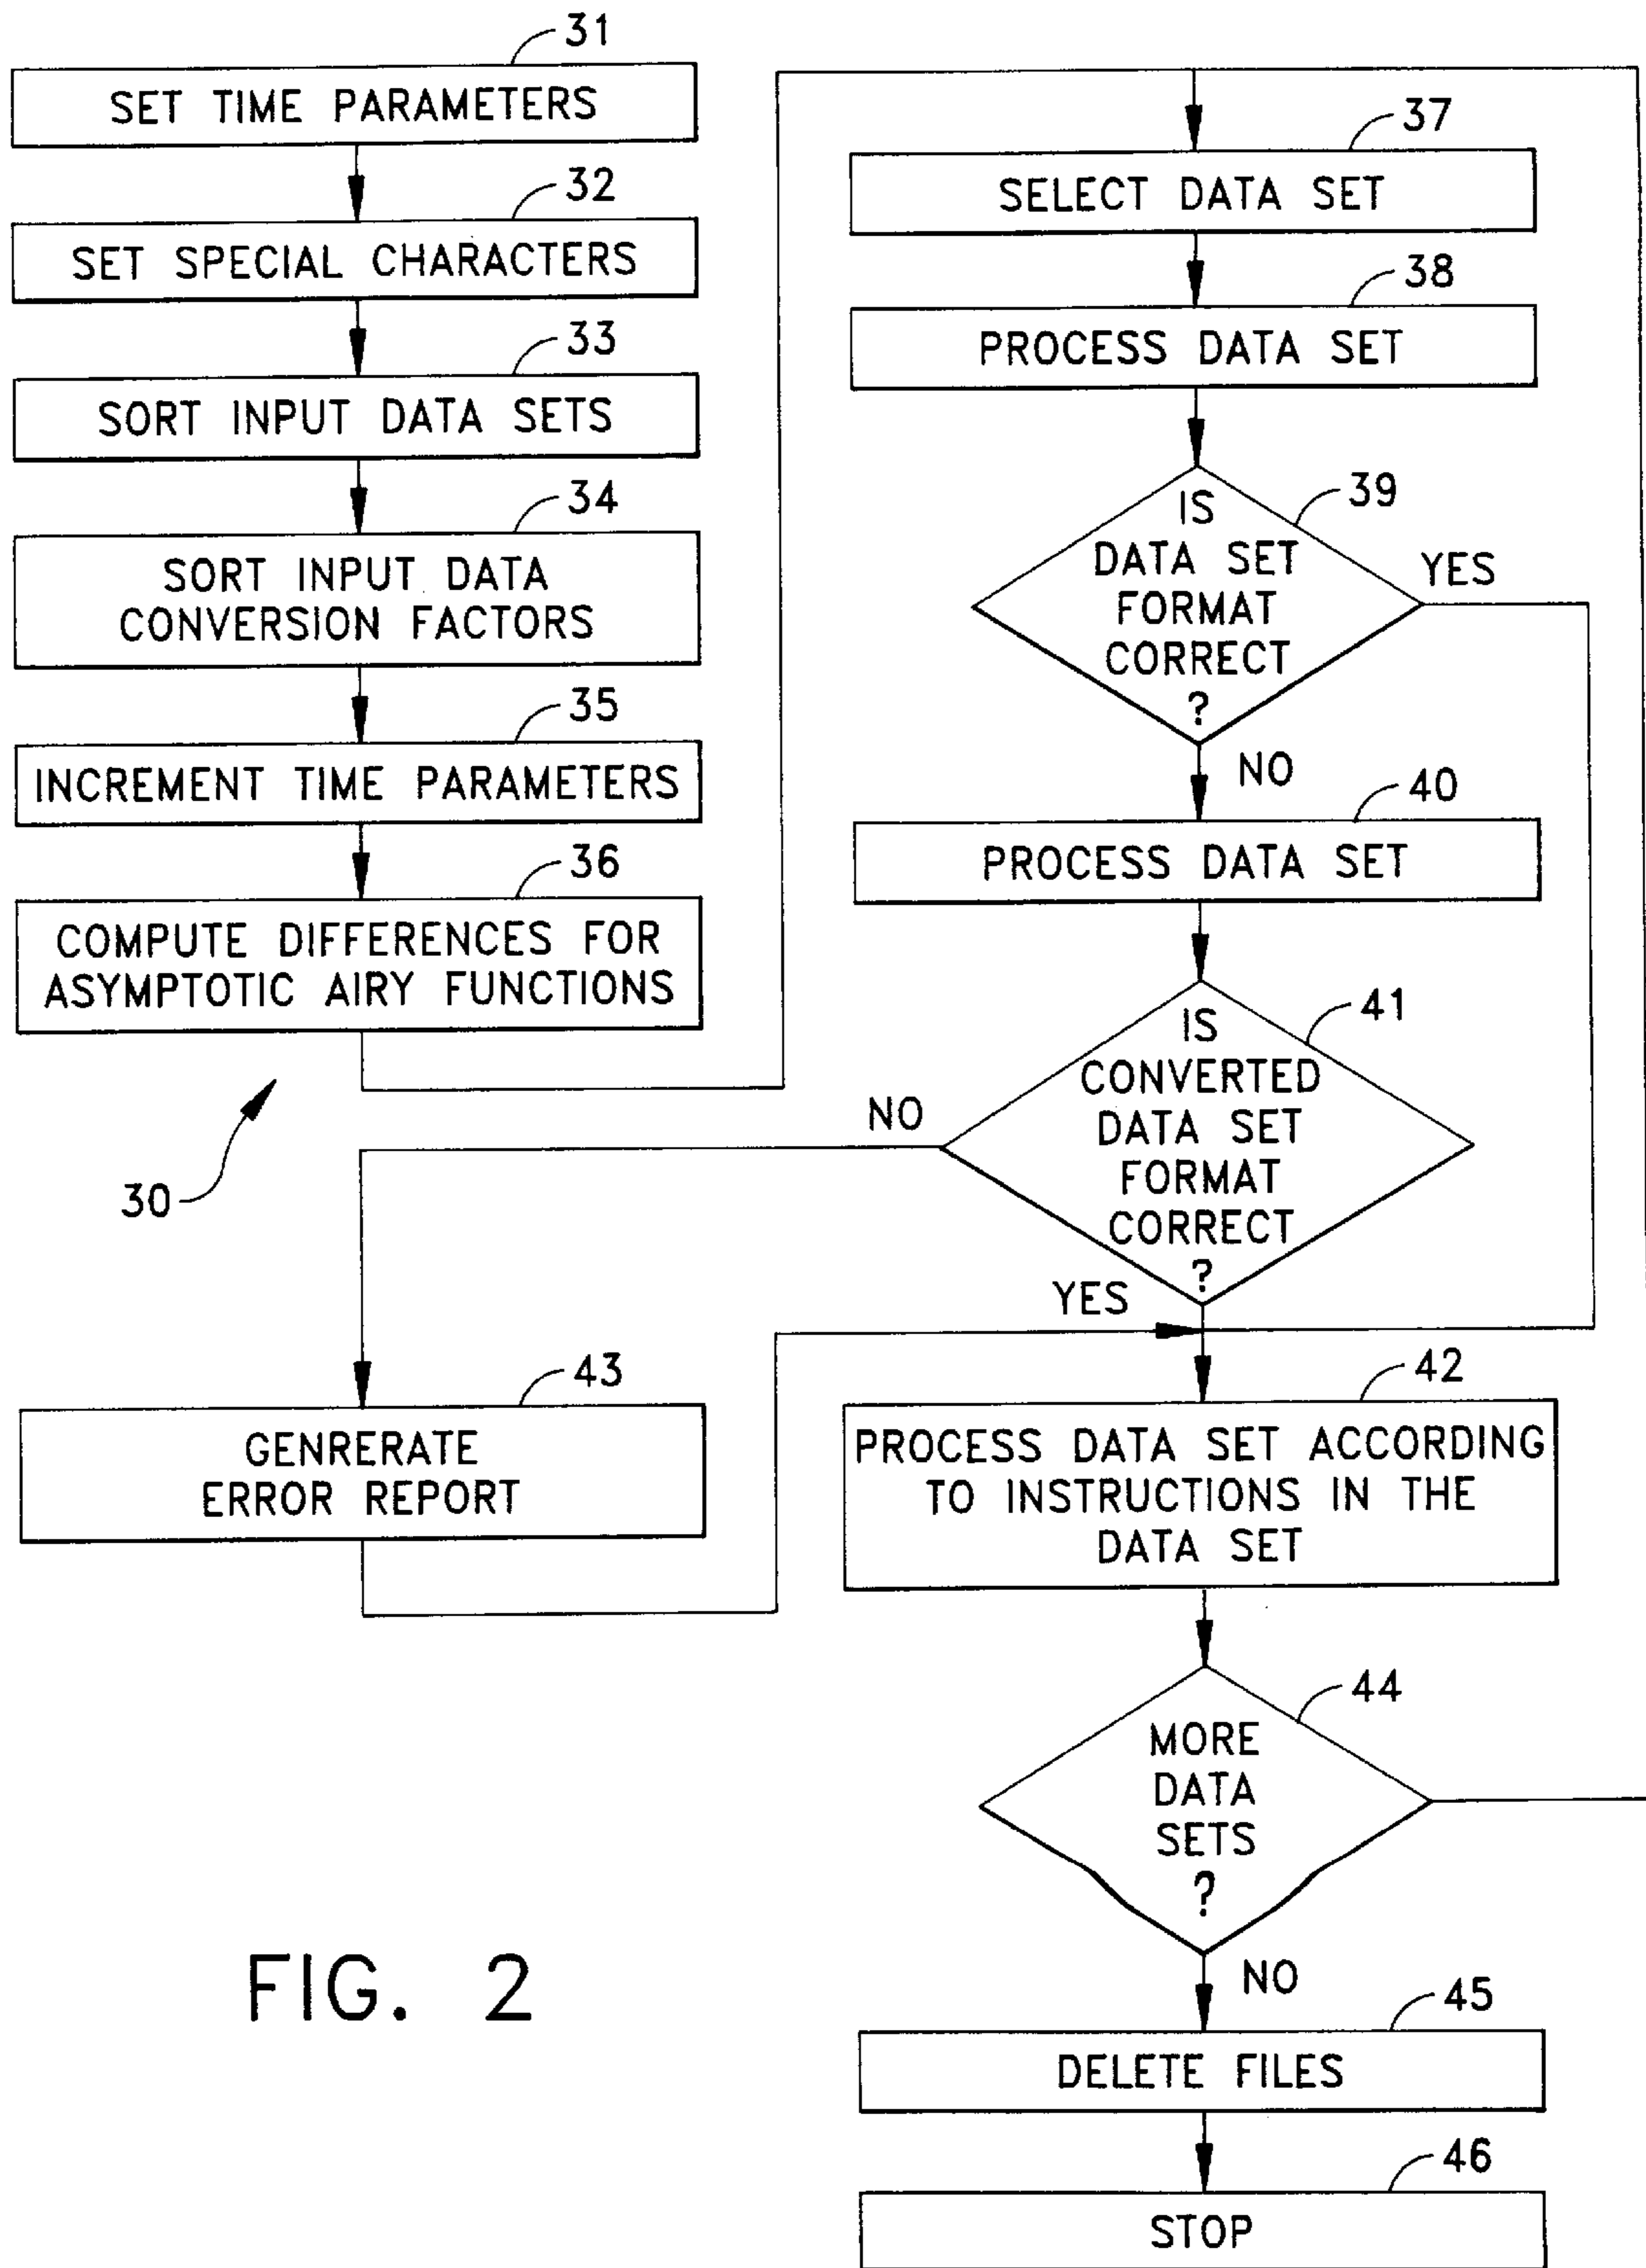 31
SET TIME PARAMETERS
32
SET SPECIAL CHARACTERS
33
SORT INPUT DATA SETS
34
SORT INPUT DATA
CONVERSION FACTORS
35
INCREMENT TIME PARAMETERS
36
COMPUTE DIFFERENCES FOR
ASYMPTOTIC AIRY FUNCTIONS
30
37
SELECT DATA SET
38
PROCESS DATA SET
39
IS
DATA SET
FORMAT
CORRECT
?
YES
NO
40
PROCESS DATA SET
41
IS
CONVERTED
DATA SET
FORMAT
CORRECT
?
NO
YES
43
GENRERATE
ERROR REPORT
42
PROCESS DATA SET ACCORDING
TO INSTRUCTIONS IN THE
DATA SET
44
MORE
DATA
SETS
?
NO
45
DELETE FILES
46
STOP
FIG. 2